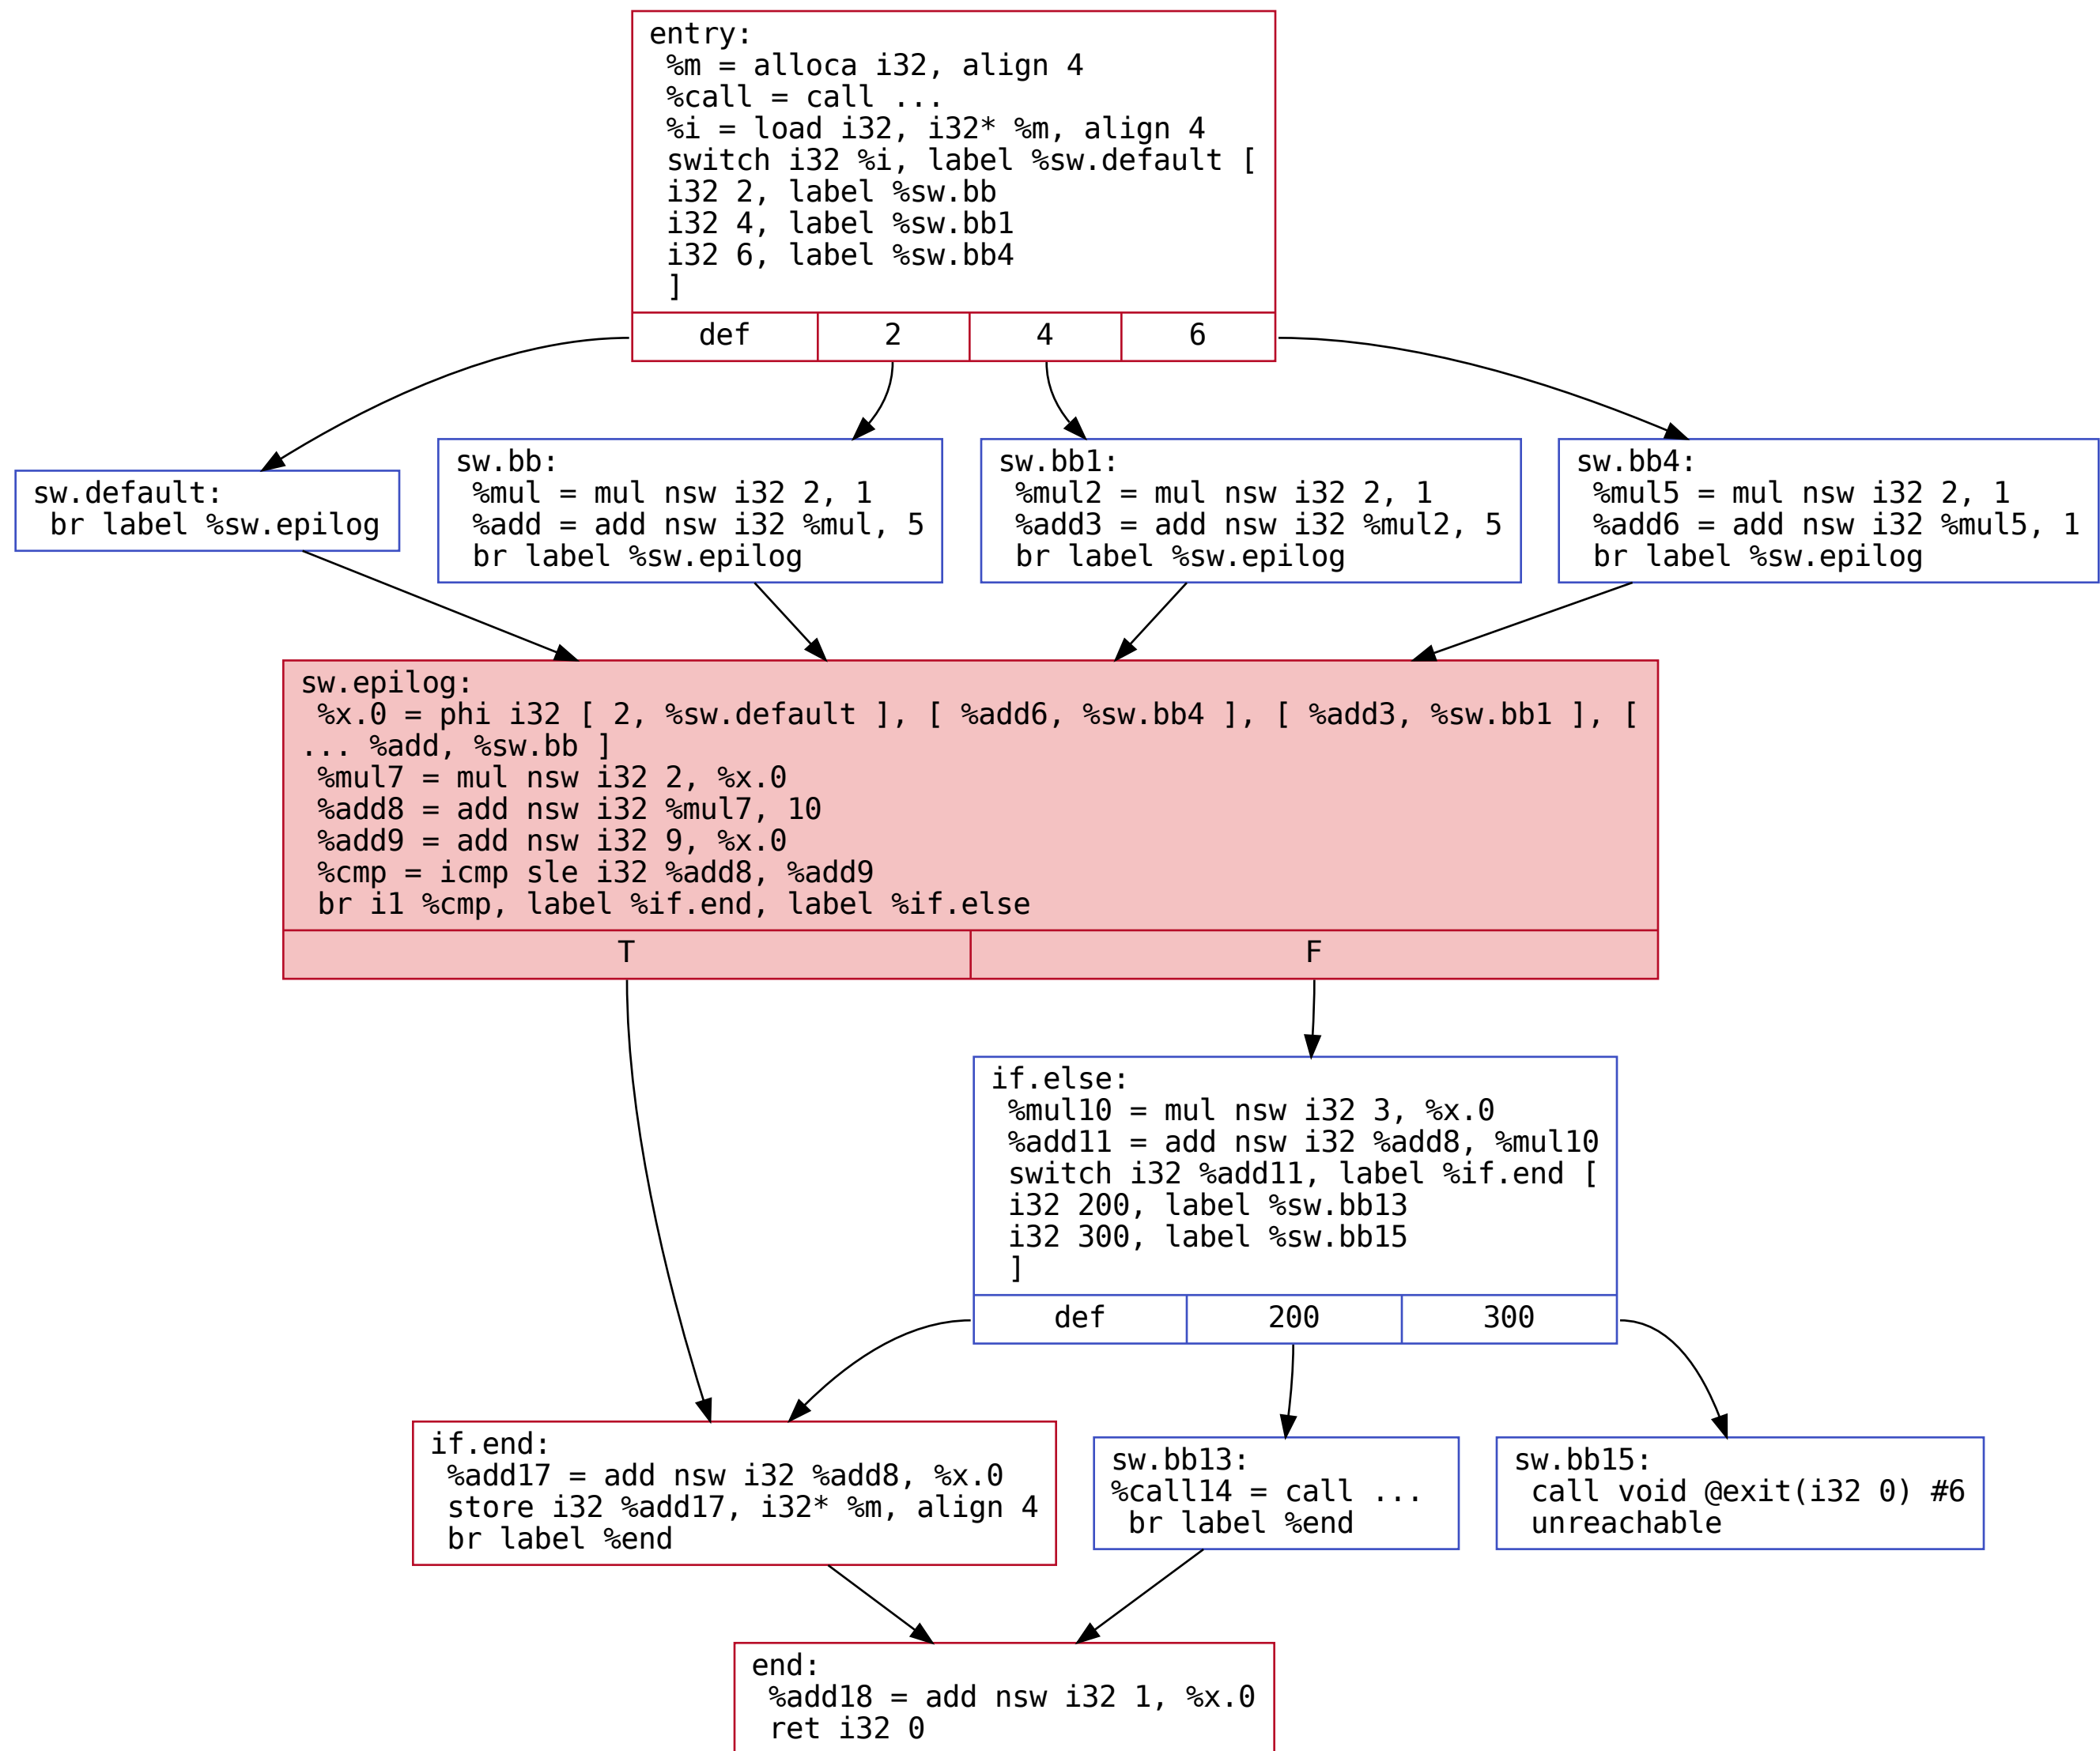 entry:
%m = alloca i32, align 4
%call = call ...
%i = load i32, i32* %m, align 4
switch i32 %i, label %sw.default [
i32 2, label %sw.bb
i32 4, label %sw.bb1
i32 6, label %sw.bb4
]
def 2 4 6
sw.default:
br label %sw.epilog
sw.bb:
%mul = mul nsw i32 2, 1
%add = add nsw i32 %mul, 5
br label %sw.epilog
sw.bb1:
%mul2 = mul nsw i32 2, 1
%add3 = add nsw i32 %mul2, 5
br label %sw.epilog
sw.bb4:
%mul5 = mul nsw i32 2, 1
%add6 = add nsw i32 %mul5, 1
br label %sw.epilog
sw.epilog:
%x.0 = phi i32 [ 2, %sw.default ], [ %add6, %sw.bb4 ], [ %add3, %sw.bb1 ], [
... %add, %sw.bb ]
%mul7 = mul nsw i32 2, %x.0
%add8 = add nsw i32 %mul7, 10
%add9 = add nsw i32 9, %x.0
%cmp = icmp sle i32 %add8, %add9
br i1 %cmp, label %if.end, label %if.else
T F
if.else:
%mul10 = mul nsw i32 3, %x.0
%add11 = add nsw i32 %add8, %mul10
switch i32 %add11, label %if.end [
i32 200, label %sw.bb13
i32 300, label %sw.bb15
]
def 200 300
if.end:
%add17 = add nsw i32 %add8, %x.0
store i32 %add17, i32* %m, align 4
br label %end
sw.bb13:
%call14 = call ...
br label %end
sw.bb15:
call void @exit(i32 0) #6
unreachable
end:
%add18 = add nsw i32 1, %x.0
ret i32 0